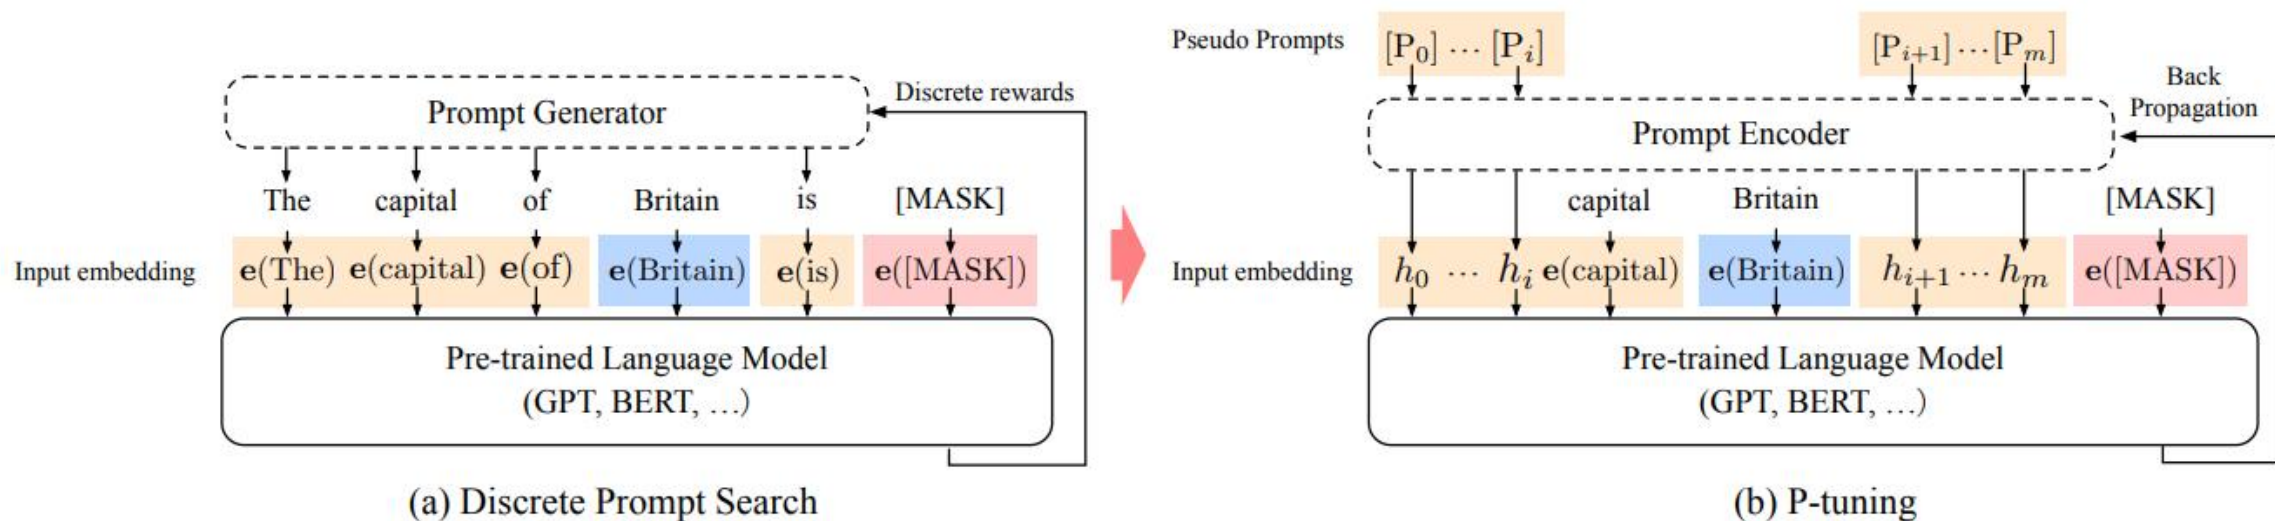 Prompt Generator
Discrete rewards
The capital of Britain is [MASK]
Input embedding e(The) e(capital) e(of) e(Britain) e(is) e([MASK])
Pre-trained Language Model
(GPT, BERT, …)
(a) Discrete Prompt Search
Pseudo Prompts [P₀] … [Pᵢ] [Pᵢ₊₁] … [Pₘ]
Back
Propagation
Prompt Encoder
capital Britain [MASK]
Input embedding h₀ … hᵢ e(capital) e(Britain) hᵢ₊₁ … hₘ e([MASK])
Pre-trained Language Model
(GPT, BERT, …)
(b) P-tuning